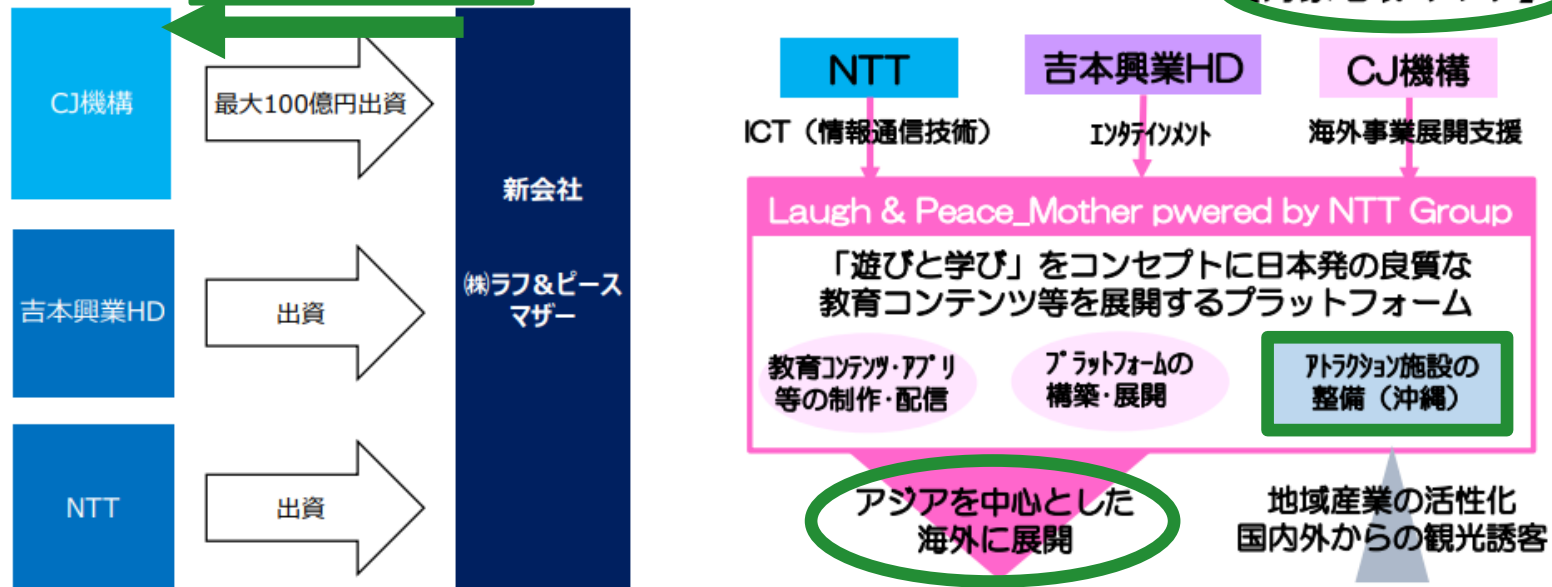 CJ機構
最大100億円出資
吉本興業HD
出資
NTT
出資
新会社
㈱ラフ&ピース
マザー
NTT
吉本興業HD
CJ機構
ICT（情報通信技術）
ｴﾝﾀﾃｲﾝﾒﾝﾄ
海外事業展開支援
Laugh & Peace_Mother pwered by NTT Group
「遊びと学び」をコンセプトに日本発の良質な
教育コンテンツ等を展開するプラットフォーム
教育ｺﾝﾃﾝﾂ･ｱﾌﾟﾘ
等の制作･配信
ﾌﾟﾗｯﾄﾌｫｰﾑの
構築･展開
ｱﾄﾗｸｼｮﾝ施設の
整備（沖縄）
アジアを中心とした
海外に展開
地域産業の活性化
国内外からの観光誘客